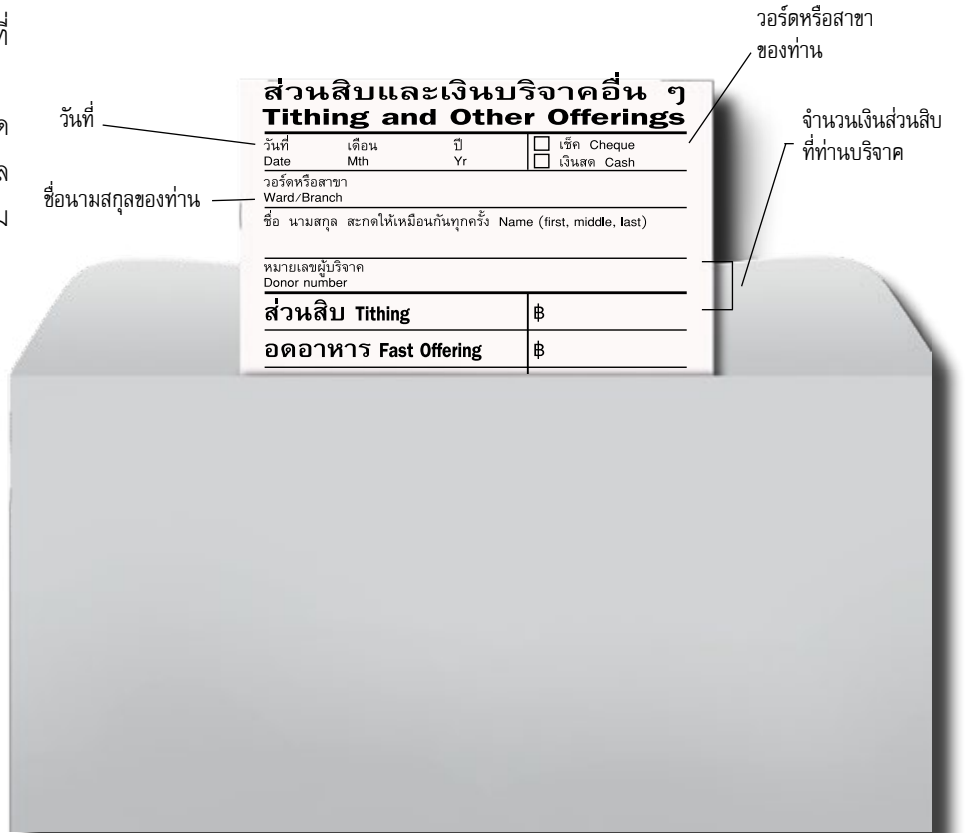 วอร์ดหรือสาขา
ของท่าน
วันที่
ชื่อนามสกุลของท่าน
จำนวนเงินส่วนสิบ
ที่ท่านบริจาค
ส่วนสิบและเงินบริจาคอื่น ๆ
Tithing and Other Offerings
วันที่ เดือน ปี เช็ค Cheque
Date Mth Yr เงินสด Cash
วอร์ดหรือสาขา
Ward/Branch
ชื่อ นามสกุล สะกดให้เหมือนกันทุกครั้ง Name (first, middle, last)
หมายเลขผู้บริจาค
Donor number
ส่วนสิบ Tithing ฿
อดอาหาร Fast Offering ฿